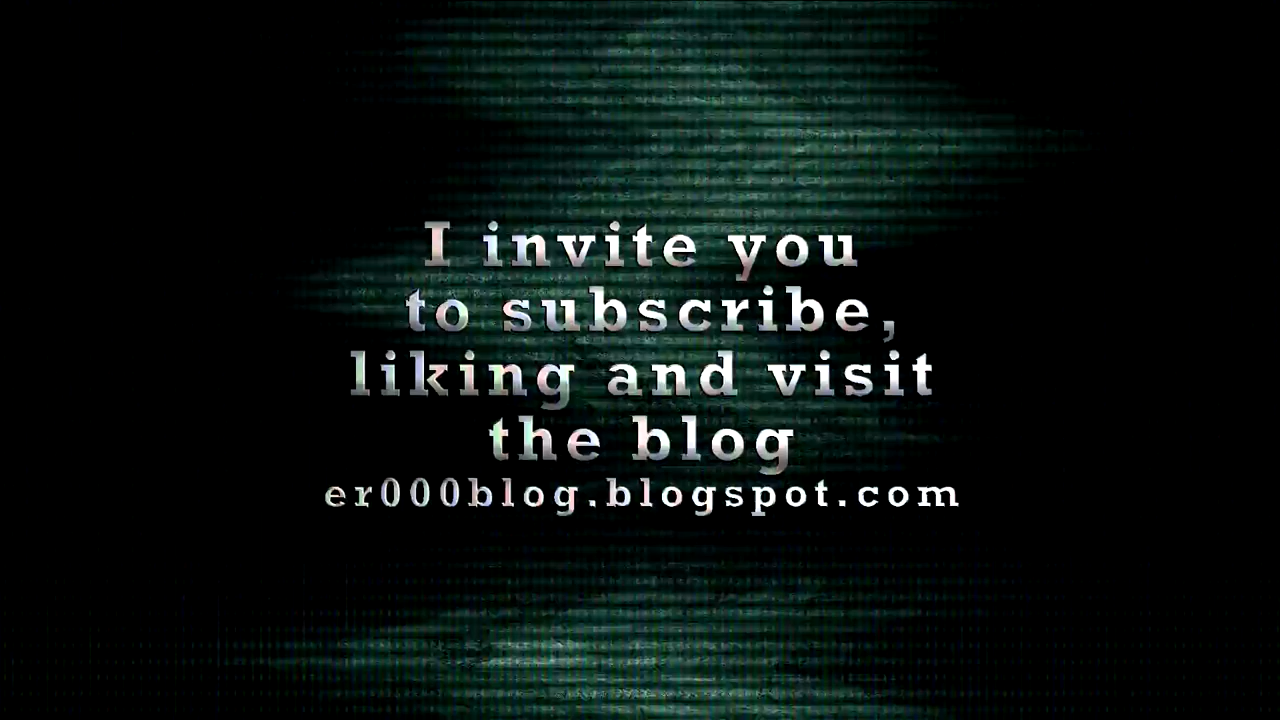 I invite you
to subscribe,
liking and visit
the blog
er000blog.blogspot.com